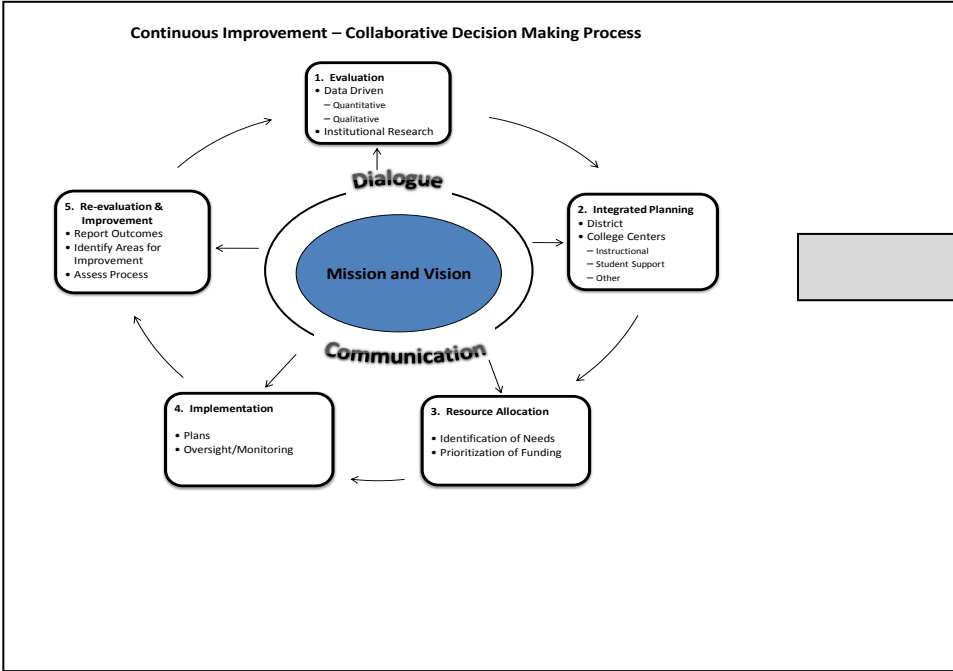 Continuous Improvement – Collaborative Decision Making Process
1. Evaluation
• Data Driven
– Quantitative
– Qualitative
• Institutional Research
Dialogue
5. Re-evaluation &
Improvement
• Report Outcomes
• Identify Areas for
Improvement
• Assess Process
2. Integrated Planning
• District
• College Centers
– Instructional
– Student Support
– Other
Mission and Vision
Communication
4. Implementation
• Plans
• Oversight/Monitoring
3. Resource Allocation
• Identification of Needs
• Prioritization of Funding